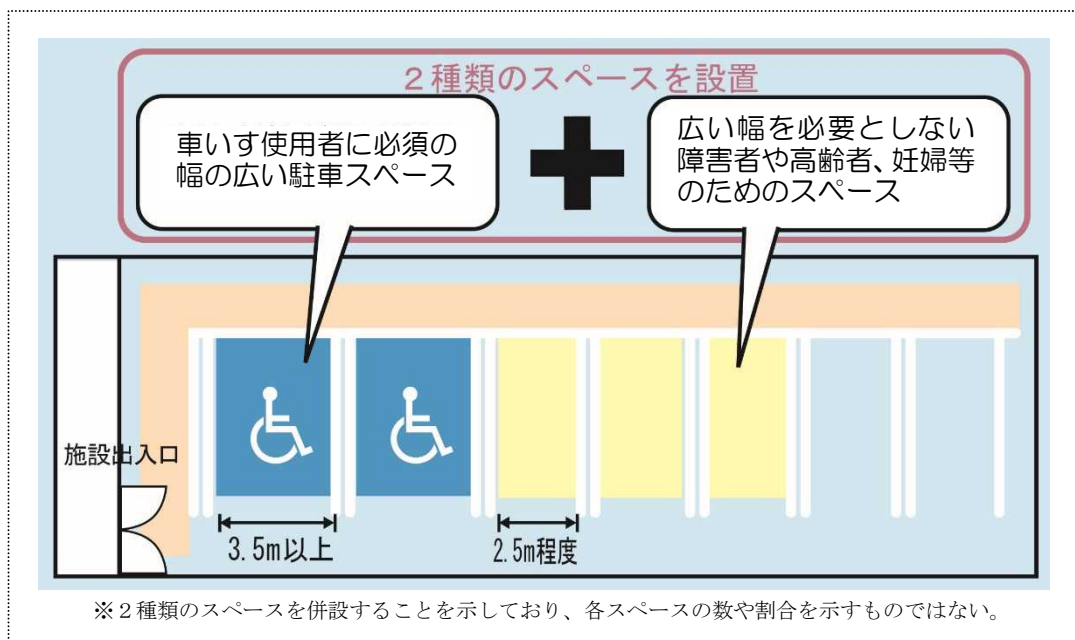 ２種類のスペースを設置
車いす使用者に必須の
幅の広い駐車スペース
広い幅を必要としない
障害者や高齢者、妊婦等
のためのスペース
施設出入口
3.5m以上
2.5m程度
※２種類のスペースを併設することを示しており、各スペースの数や割合を示すものではない。